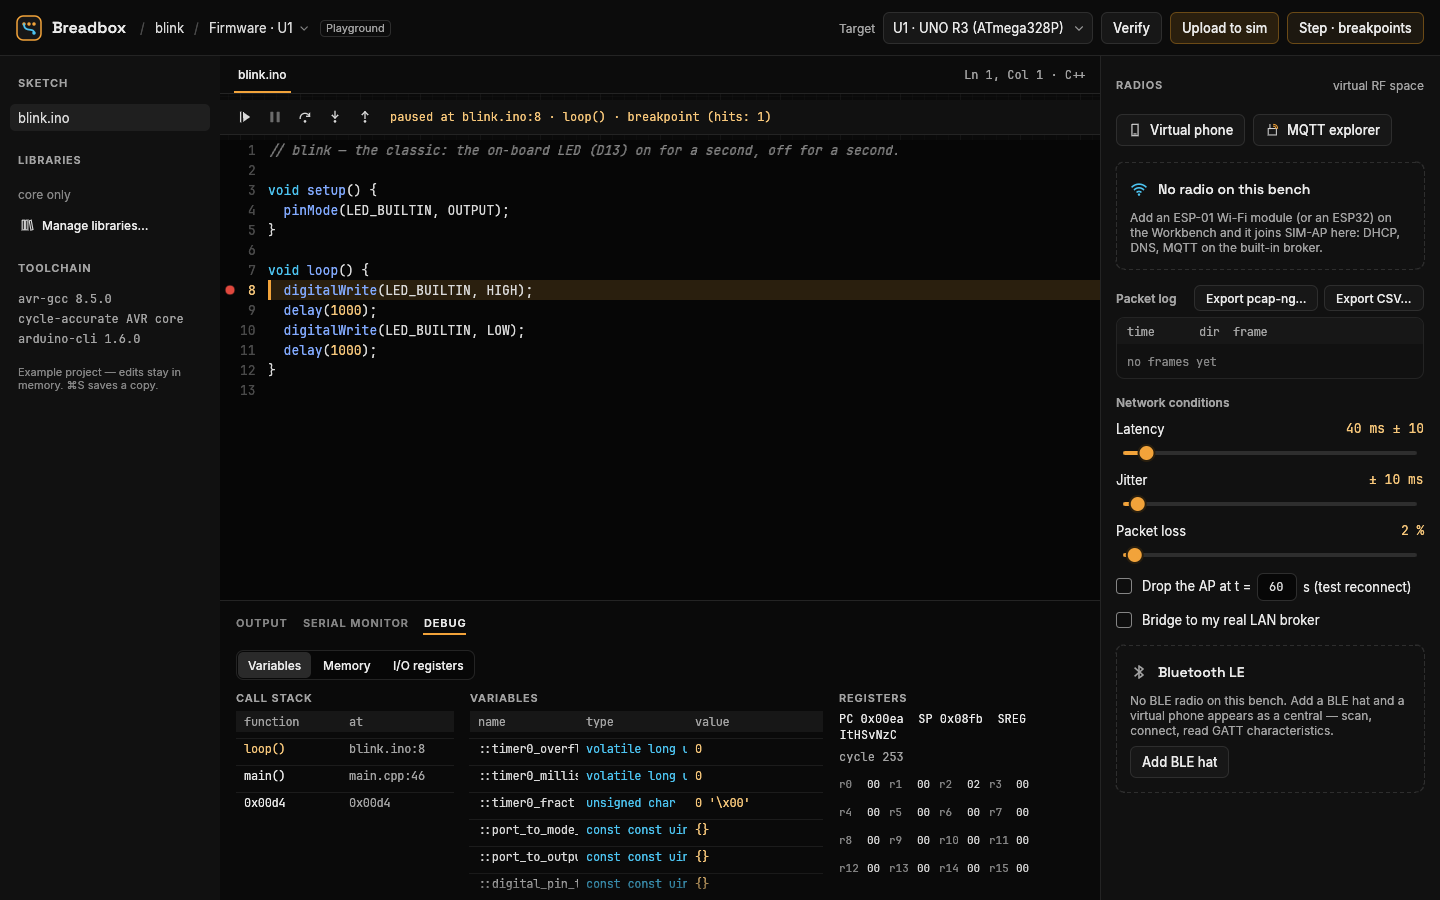 Breadbox / blink / Firmware · U1 Playground
Target U1 · UNO R3 (ATmega328P) Verify Upload to sim Step · breakpoints
SKETCH
blink.ino
LIBRARIES
core only
Manage libraries...
TOOLCHAIN
avr-gcc 8.5.0
cycle-accurate AVR core
arduino-cli 1.6.0
Example project — edits stay in
memory. ⌘S saves a copy.
blink.ino
Ln 1, Col 1 · C++
paused at blink.ino:8 · loop() · breakpoint (hits: 1)
1 // blink — the classic: the on-board LED (D13) on for a second, off for a second.
2
3 void setup() {
4 pinMode(LED_BUILTIN, OUTPUT);
5 }
6
7 void loop() {
8 digitalWrite(LED_BUILTIN, HIGH);
9 delay(1000);
10 digitalWrite(LED_BUILTIN, LOW);
11 delay(1000);
12 }
13
OUTPUT SERIAL MONITOR DEBUG
Variables Memory I/O registers
CALL STACK
function at
loop() blink.ino:8
main() main.cpp:46
0x00d4 0x00d4
VARIABLES
name type value
::timer0_overfl volatile long u 0
::timer0_millis volatile long u 0
::timer0_fract unsigned char 0 '\x00'
::port_to_mode_ const const uin {}
::port_to_outpu const const uin {}
::digital_pin_t const const uin {}
REGISTERS
PC 0x00ea SP 0x08fb SREG
ItHSvNzC
cycle 253
r0 00 r1 00 r2 02 r3 00
r4 00 r5 00 r6 00 r7 00
r8 00 r9 00 r10 00 r11 00
r12 00 r13 00 r14 00 r15 00
RADIOS virtual RF space
Virtual phone MQTT explorer
No radio on this bench
Add an ESP-01 Wi-Fi module (or an ESP32) on
the Workbench and it joins SIM-AP here: DHCP,
DNS, MQTT on the built-in broker.
Packet log Export pcap-ng... Export CSV...
time dir frame
no frames yet
Network conditions
Latency 40 ms ± 10
Jitter ± 10 ms
Packet loss 2 %
Drop the AP at t = 60 s (test reconnect)
Bridge to my real LAN broker
Bluetooth LE
No BLE radio on this bench. Add a BLE hat and a
virtual phone appears as a central — scan,
connect, read GATT characteristics.
Add BLE hat